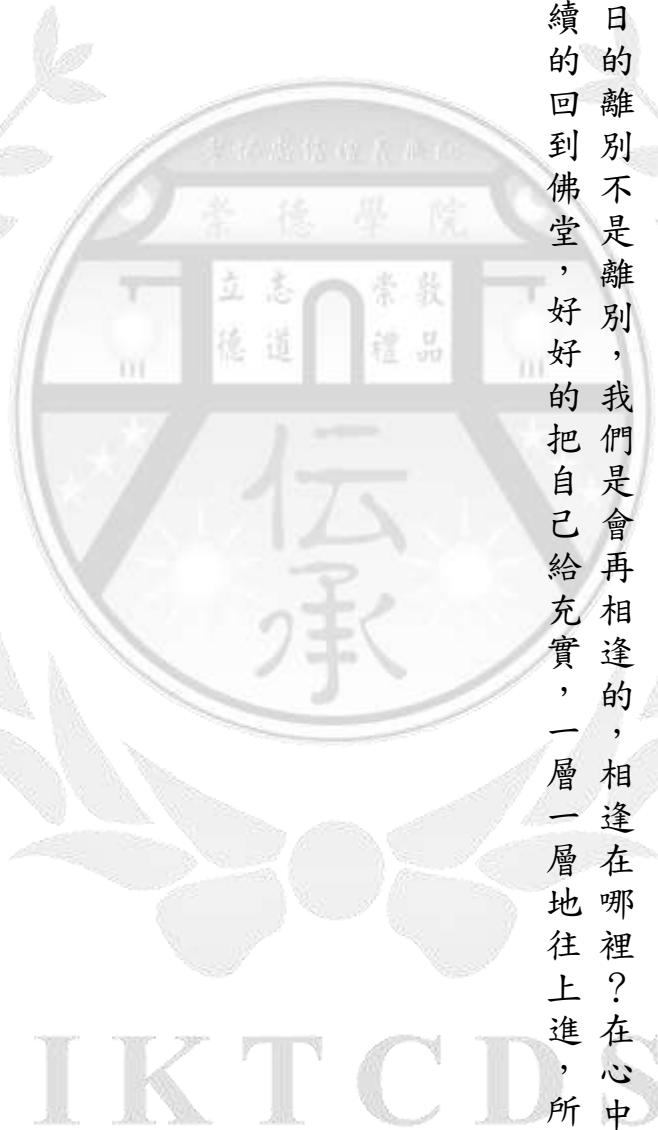 日的離別不是離別，我們是會再相逢的，相逢在哪裡？在心中
續的回到佛堂，好好的把自己給充實，一層一層地往上進，所
崇德學院
立德 志道 崇禮 敦品
伝承
IKTCDS